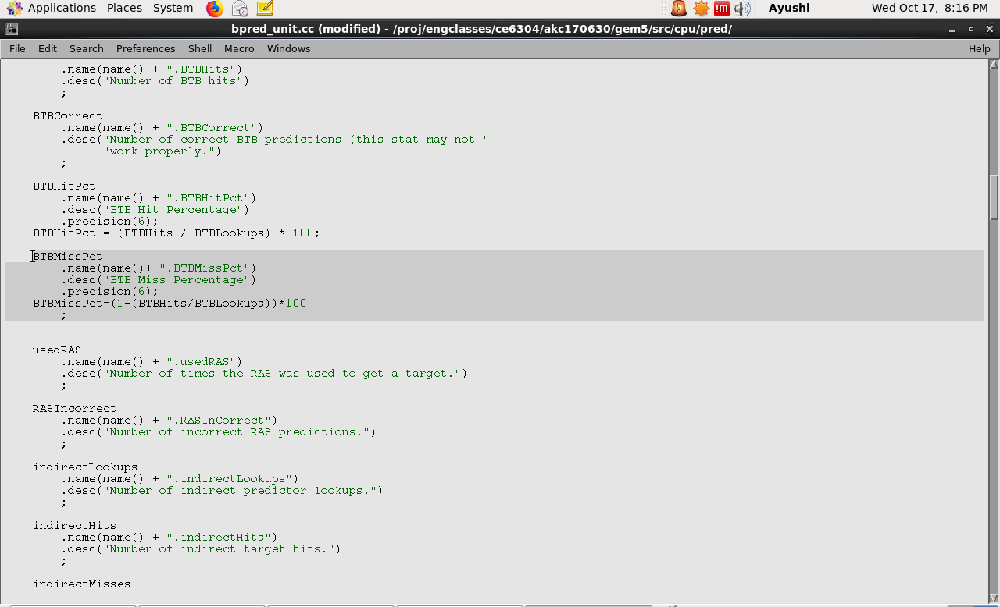 Applications Places System Ayushi Wed Oct 17, 8:16 PM
bpred_unit.cc (modified) - /proj/engclasses/ce6304/akc170630/gem5/src/cpu/pred/
File Edit Search Preferences Shell Macro Windows Help
.name(name() + ".BTBHits")
.desc("Number of BTB hits")
;
BTBCorrect
.name(name() + ".BTBCorrect")
.desc("Number of correct BTB predictions (this stat may not "
"work properly.")
;
BTBHitPct
.name(name() + ".BTBHitPct")
.desc("BTB Hit Percentage")
.precision(6);
BTBHitPct = (BTBHits / BTBLookups) * 100;
BTBMissPct
.name(name()+ ".BTBMissPct")
.desc("BTB Miss Percentage")
.precision(6);
BTBMissPct=(1-(BTBHits/BTBLookups))*100
;
usedRAS
.name(name() + ".usedRAS")
.desc("Number of times the RAS was used to get a target.")
;
RASIncorrect
.name(name() + ".RASInCorrect")
.desc("Number of incorrect RAS predictions.")
;
indirectLookups
.name(name() + ".indirectLookups")
.desc("Number of indirect predictor lookups.")
;
indirectHits
.name(name() + ".indirectHits")
.desc("Number of indirect target hits.")
;
indirectMisses